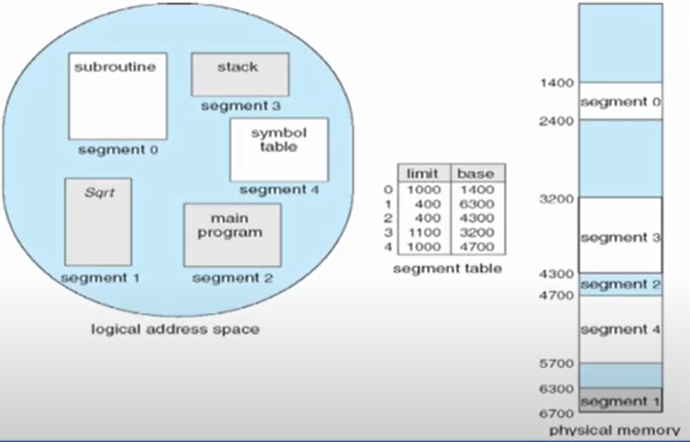 subroutine
segment 0
stack
segment 3
symbol
table
segment 4
Sqrt
segment 1
main
program
segment 2
logical address space
limit base
0 1000 1400
1 400 6300
2 400 4300
3 1100 3200
4 1000 4700
segment table
1400
segment 0
2400
3200
segment 3
4300
segment 2
4700
segment 4
5700
6300
segment 1
6700
physical memory